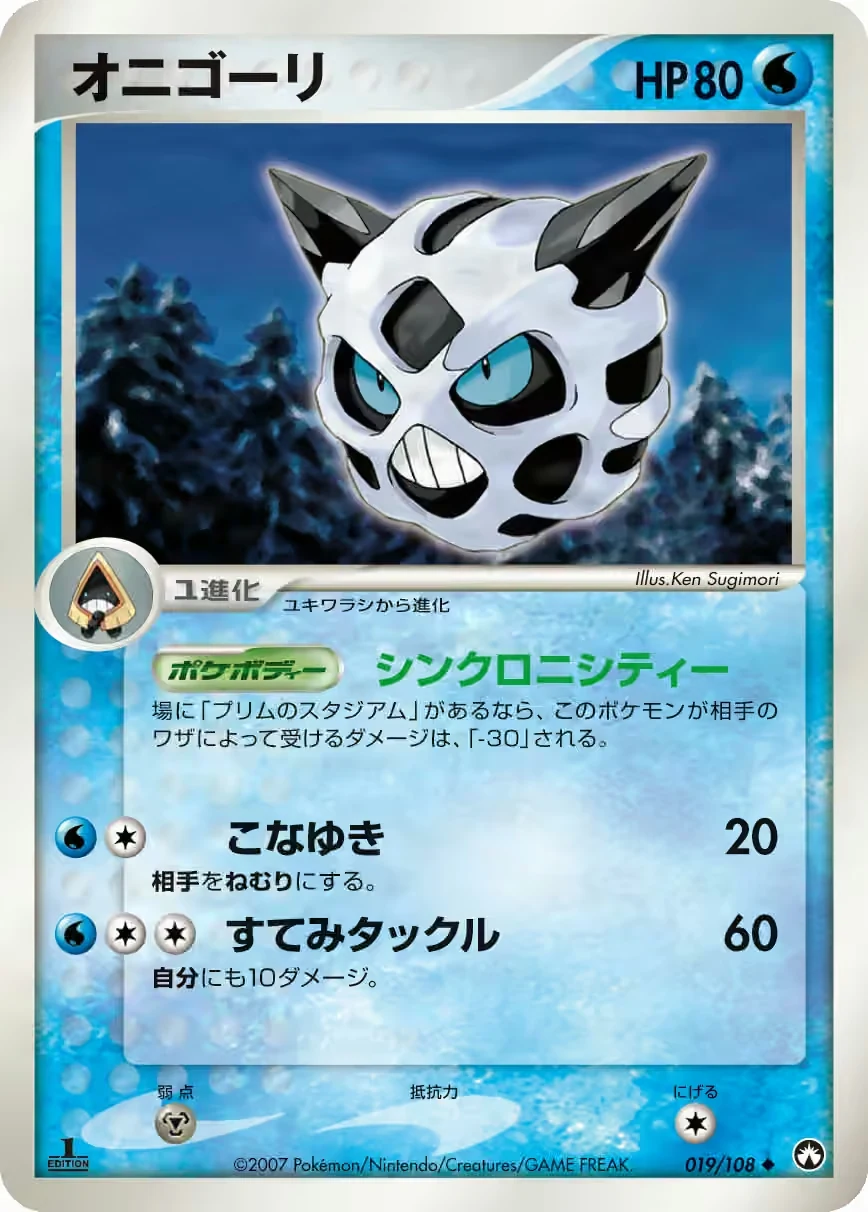 オニゴーリ HP80
Illus.Ken Sugimori
1進化
ユキワラシから進化
ポケボディー シンクロニシティー
場に「プリムのスタジアム」があるなら、このポケモンが相手の
ワザによって受けるダメージは、「-30」される。
こなゆき 20
相手をねむりにする。
すてみタックル 60
自分にも10ダメージ。
弱点 抵抗力 にげる
1 EDITION
©2007 Pokémon/Nintendo/Creatures/GAME FREAK. 019/108